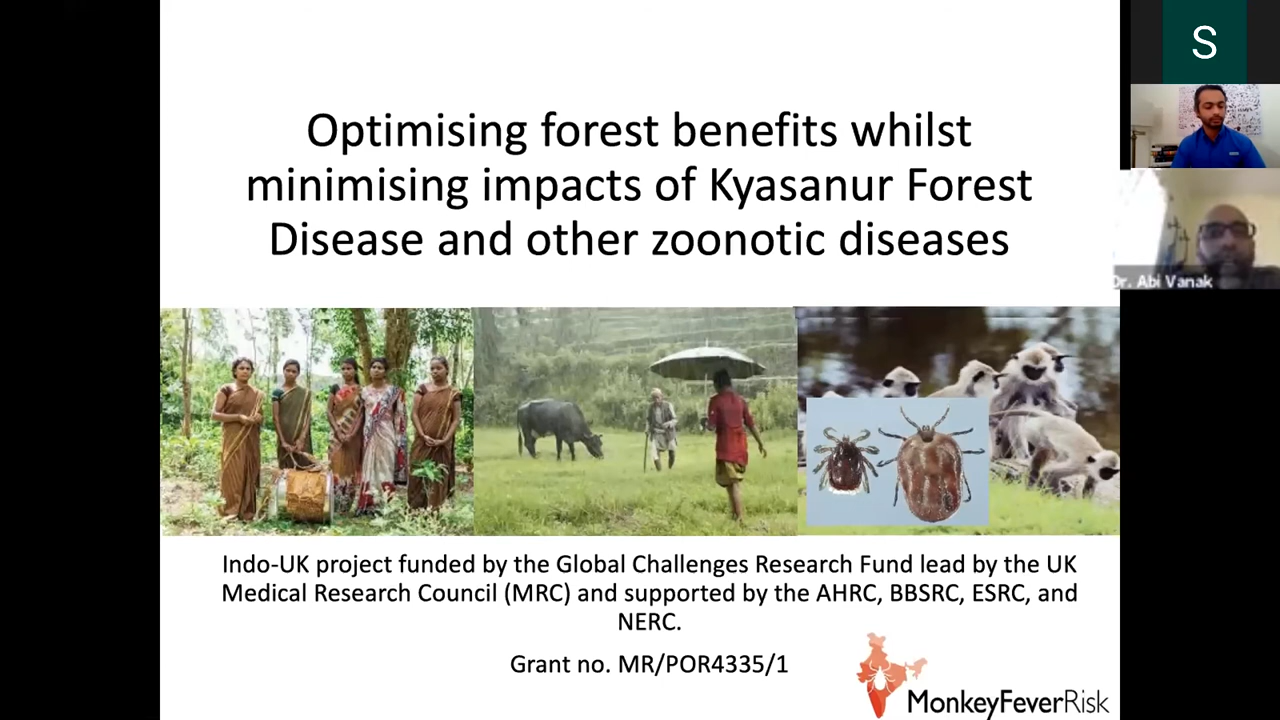 S
Optimising forest benefits whilst
minimising impacts of Kyasanur Forest
Disease and other zoonotic diseases
Dr. Abi Vanak
Indo-UK project funded by the Global Challenges Research Fund lead by the UK
Medical Research Council (MRC) and supported by the AHRC, BBSRC, ESRC, and
NERC.
Grant no. MR/POR4335/1
MonkeyFeverRisk